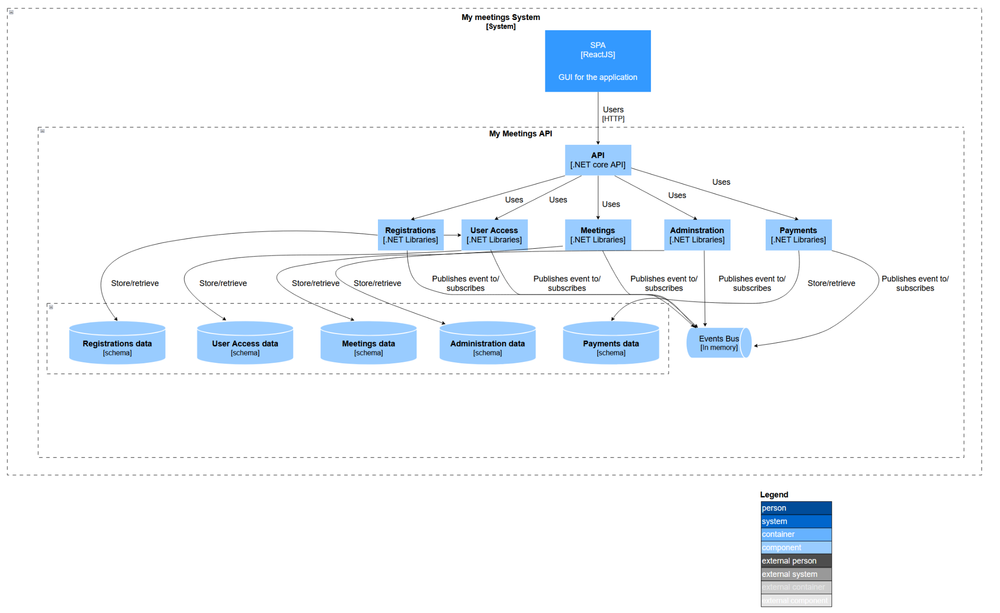 My meetings System
[System]
SPA
[ReactJS]
GUI for the application
Users
[HTTP]
My Meetings API
API
[.NET core API]
Uses
Uses
Uses
Uses
Uses
Registrations
[.NET Libraries]
User Access
[.NET Libraries]
Meetings
[.NET Libraries]
Adminstration
[.NET Libraries]
Payments
[.NET Libraries]
Store/retrieve
Store/retrieve
Store/retrieve
Store/retrieve
Publishes event to/
subscribes
Publishes event to/
subscribes
Publishes event to/
subscribes
Publishes event to/
subscribes
Store/retrieve
Publishes event to/
subscribes
Registrations data
[schema]
User Access data
[schema]
Meetings data
[schema]
Administration data
[schema]
Payments data
[schema]
Events Bus
[In memory]
Legend
person
system
container
component
external person
external system
external container
external component